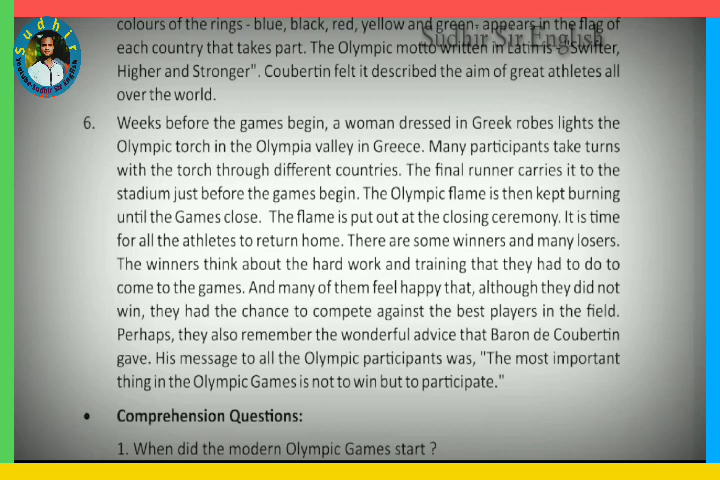 colours of the rings - blue, black, red, yellow and green- appears in the flag of
each country that takes part. The Olympic motto written in Latin is "Swifter,
Higher and Stronger". Coubertin felt it described the aim of great athletes all
over the world.
6. Weeks before the games begin, a woman dressed in Greek robes lights the
Olympic torch in the Olympia valley in Greece. Many participants take turns
with the torch through different countries. The final runner carries it to the
stadium just before the games begin. The Olympic flame is then kept burning
until the Games close. The flame is put out at the closing ceremony. It is time
for all the athletes to return home. There are some winners and many losers.
The winners think about the hard work and training that they had to do to
come to the games. And many of them feel happy that, although they did not
win, they had the chance to compete against the best players in the field.
Perhaps, they also remember the wonderful advice that Baron de Coubertin
gave. His message to all the Olympic participants was, "The most important
thing in the Olympic Games is not to win but to participate."
• Comprehension Questions:
1. When did the modern Olympic Games start ?
Sudhir Sir English
Sudhir
Youtube-Sudhir Sir English